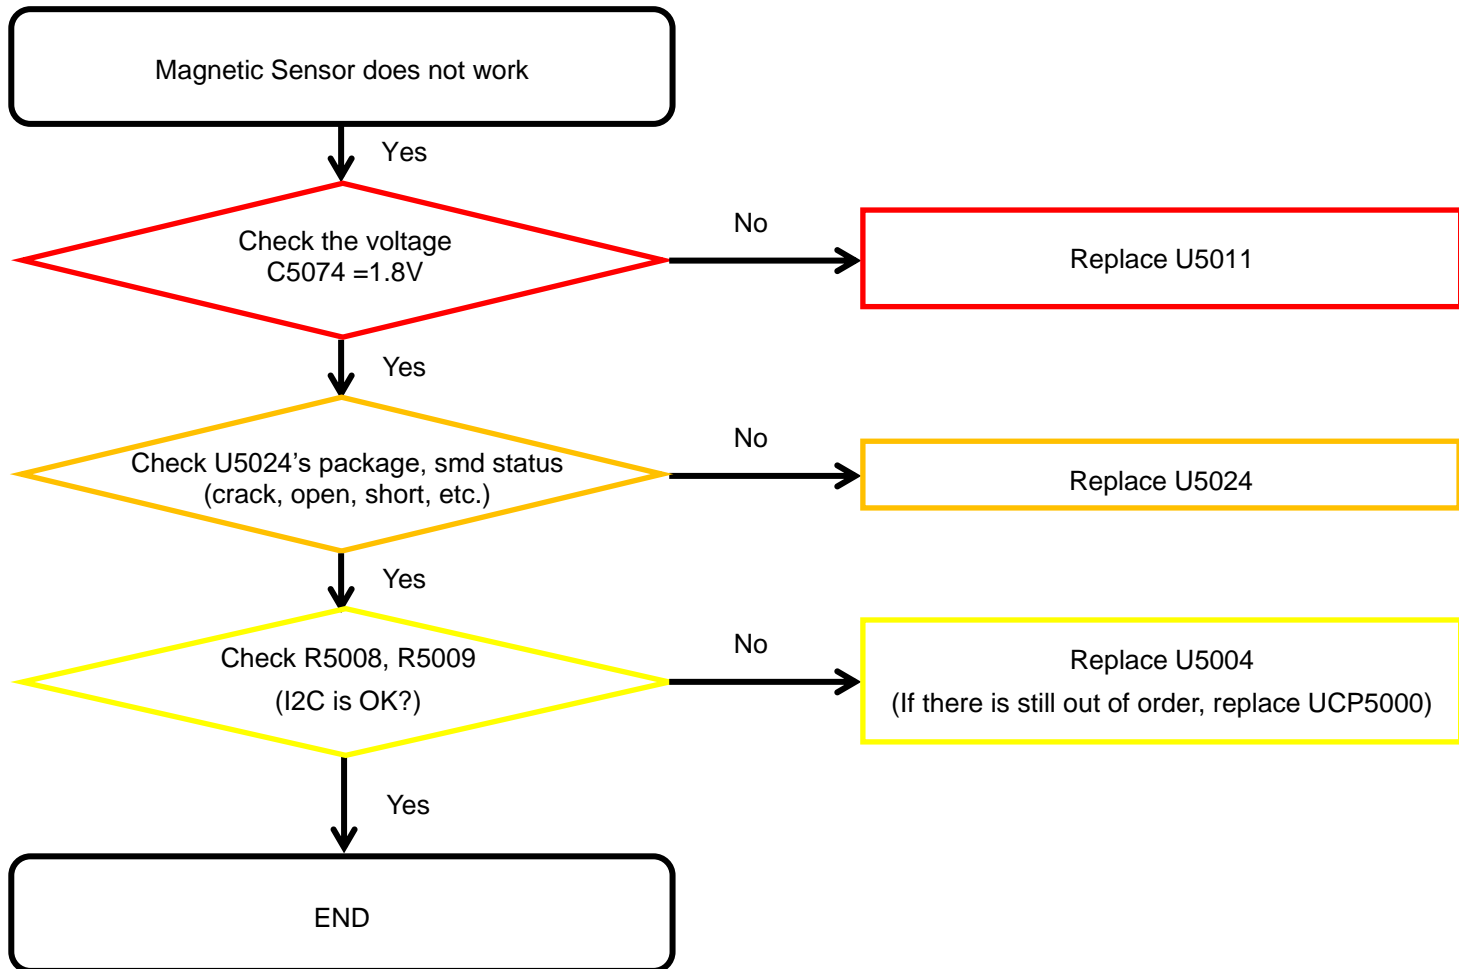 Magnetic Sensor does not work
Yes
Check the voltage
C5074 =1.8V
No
Replace U5011
Yes
Check U5024’s package, smd status
(crack, open, short, etc.)
No
Replace U5024
Yes
Check R5008, R5009
(I2C is OK?)
No
Replace U5004
(If there is still out of order, replace UCP5000)
Yes
END